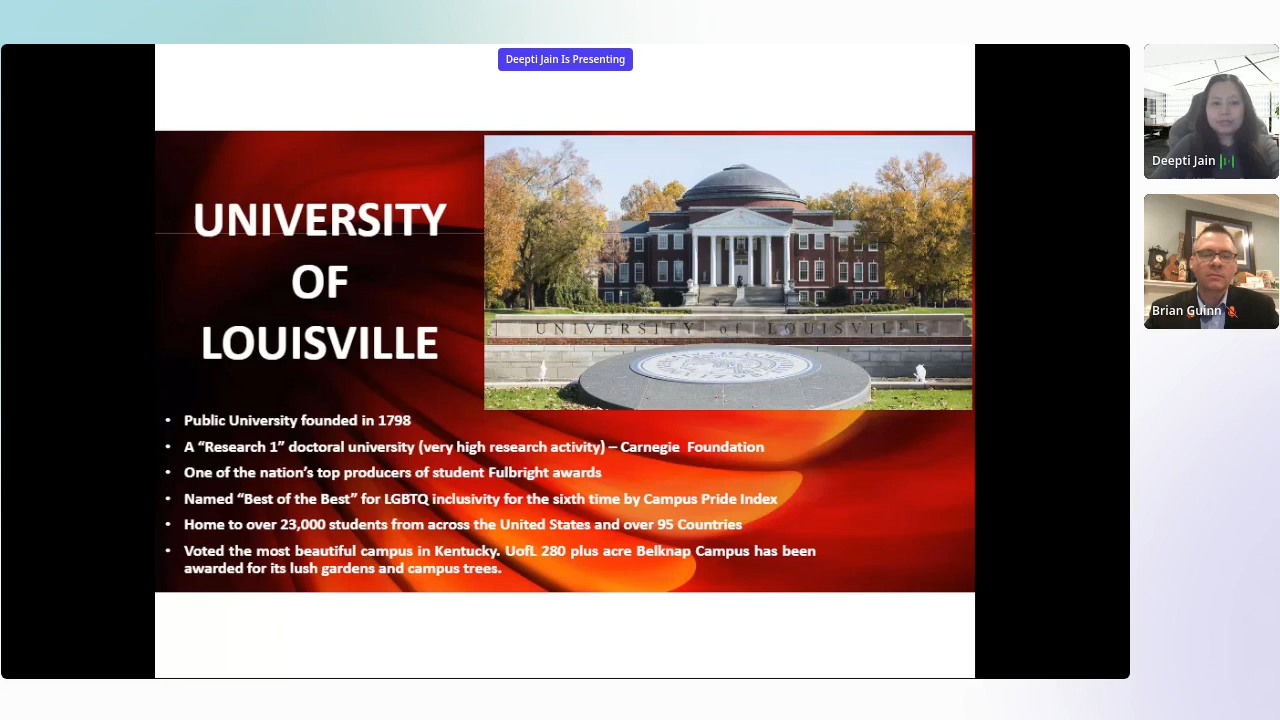 Deepti Jain Is Presenting
UNIVERSITY
OF
LOUISVILLE
UNIVERSITY of LOUISVILLE
• Public University founded in 1798
• A “Research 1” doctoral university (very high research activity) – Carnegie Foundation
• One of the nation’s top producers of student Fulbright awards
• Named “Best of the Best” for LGBTQ inclusivity for the sixth time by Campus Pride Index
• Home to over 23,000 students from across the United States and over 95 Countries
• Voted the most beautiful campus in Kentucky. UofL 280 plus acre Belknap Campus has been
awarded for its lush gardens and campus trees.
Deepti Jain
Brian Guinn